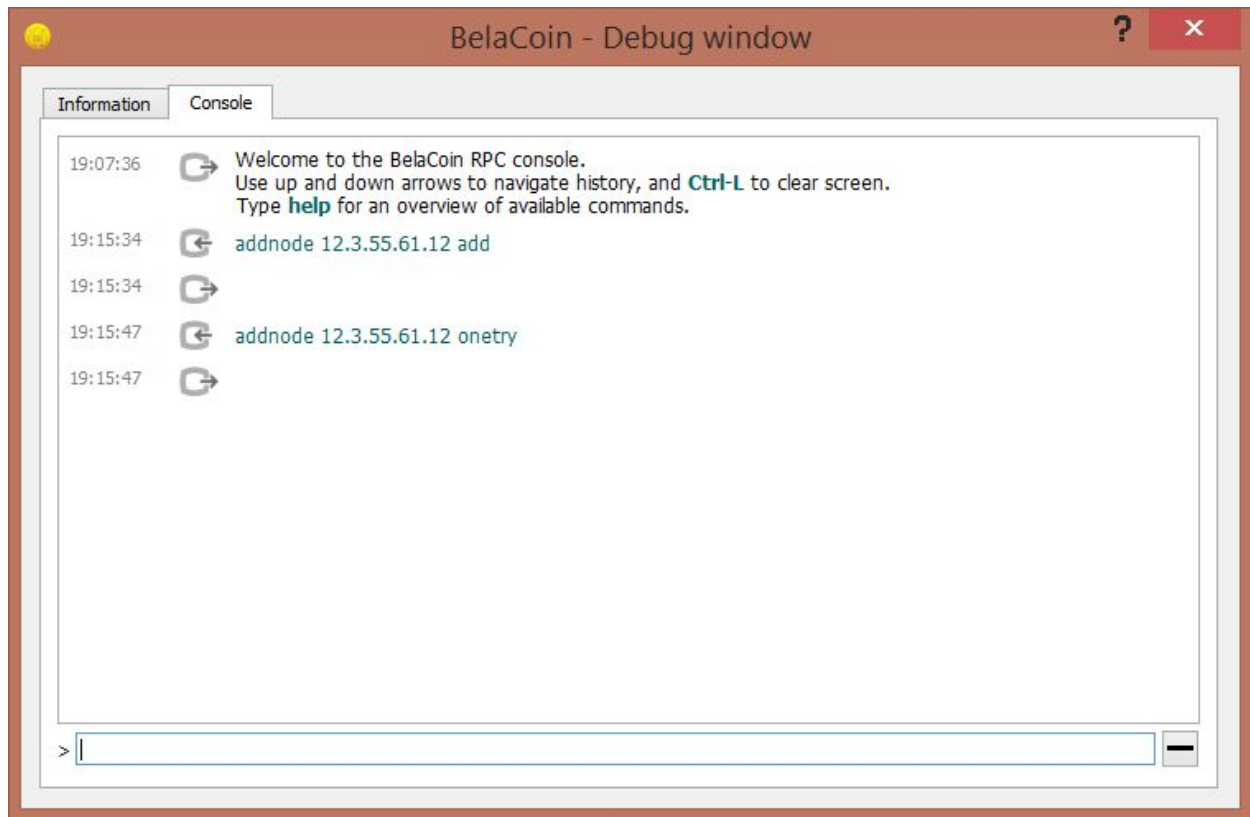 BelaCoin - Debug window
?
×
Information
Console
19:07:36 Welcome to the BelaCoin RPC console.
Use up and down arrows to navigate history, and Ctrl-L to clear screen.
Type help for an overview of available commands.
19:15:34 addnode 12.3.55.61.12 add
19:15:34
19:15:47 addnode 12.3.55.61.12 onetry
19:15:47
>